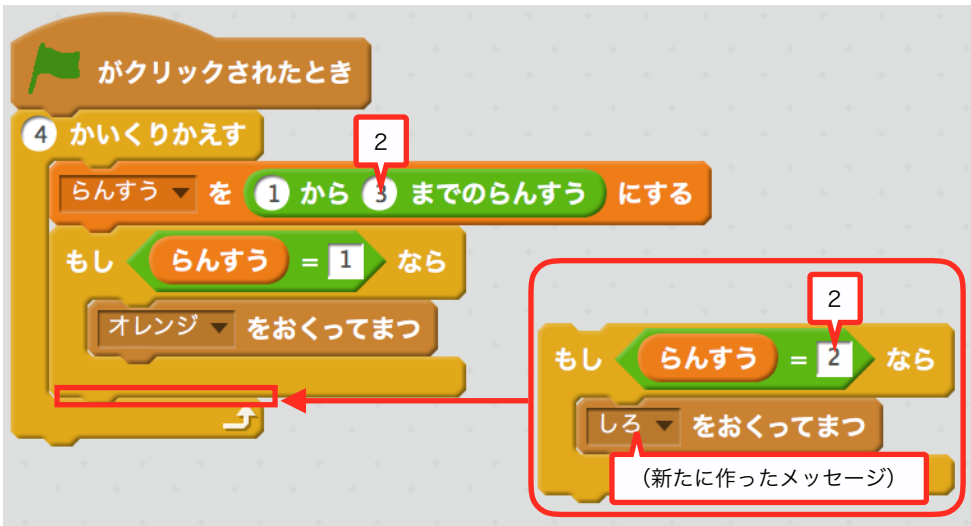 がクリックされたとき
4 かいくりかえす
2
らんすう を 1 から 3 までのらんすう にする
もし らんすう = 1 なら
オレンジ をおくってまつ
2
もし らんすう = 2 なら
しろ をおくってまつ
（新たに作ったメッセージ）